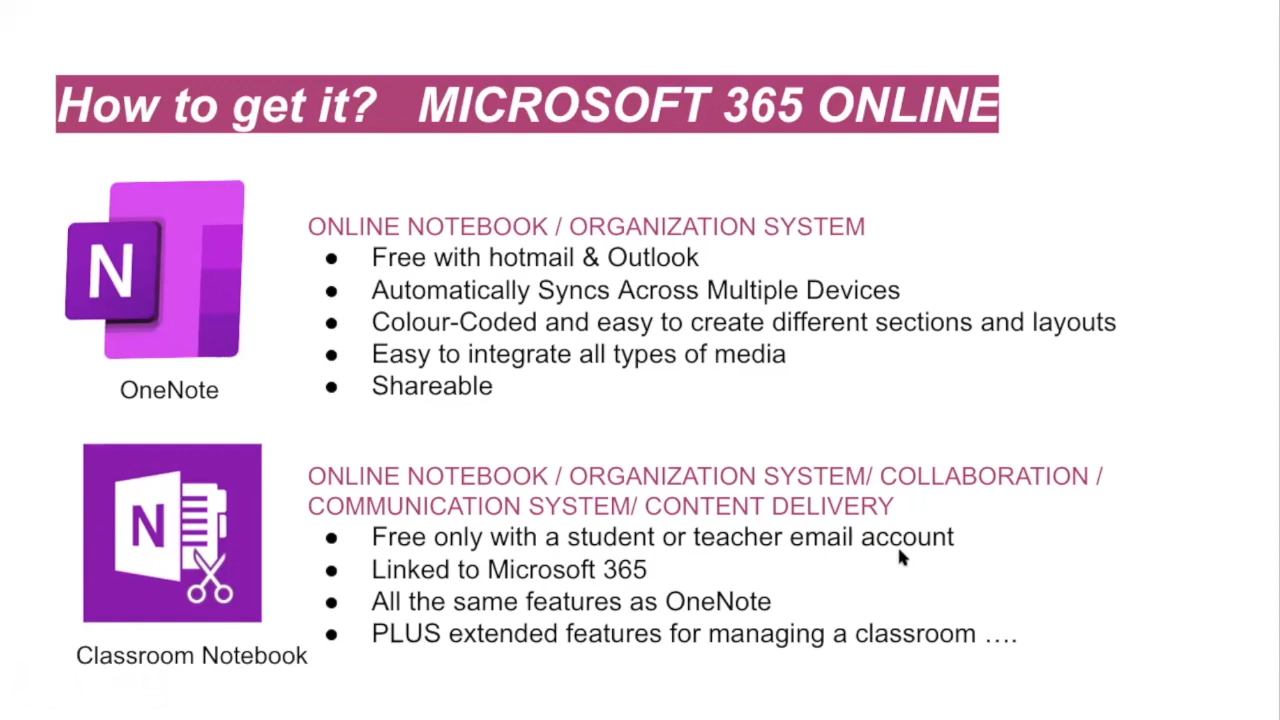 How to get it? MICROSOFT 365 ONLINE
N
OneNote
ONLINE NOTEBOOK / ORGANIZATION SYSTEM
● Free with hotmail & Outlook
● Automatically Syncs Across Multiple Devices
● Colour-Coded and easy to create different sections and layouts
● Easy to integrate all types of media
● Shareable
N
Classroom Notebook
ONLINE NOTEBOOK / ORGANIZATION SYSTEM/ COLLABORATION /
COMMUNICATION SYSTEM/ CONTENT DELIVERY
● Free only with a student or teacher email account
● Linked to Microsoft 365
● All the same features as OneNote
● PLUS extended features for managing a classroom ….